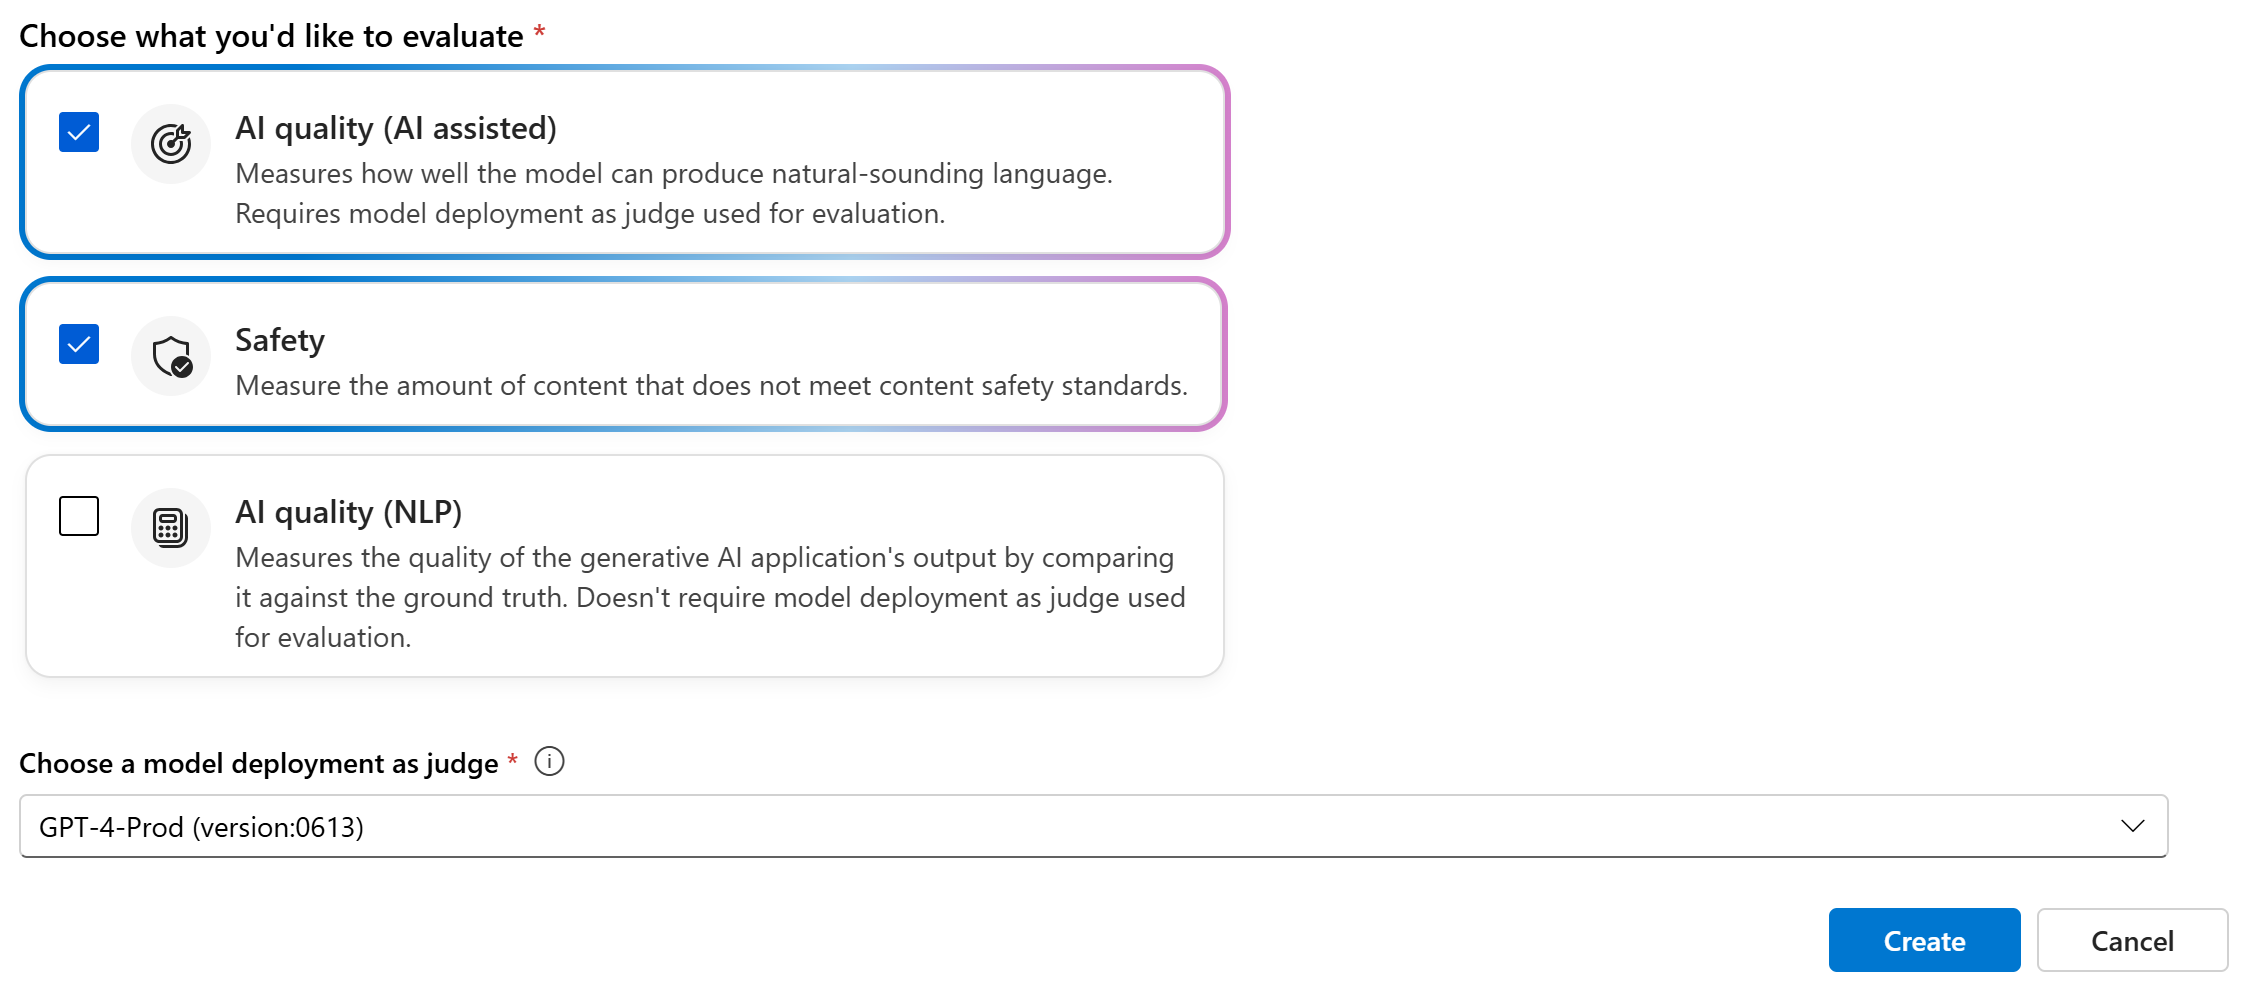 Choose what you'd like to evaluate *
AI quality (AI assisted)
Measures how well the model can produce natural-sounding language.
Requires model deployment as judge used for evaluation.
Safety
Measure the amount of content that does not meet content safety standards.
AI quality (NLP)
Measures the quality of the generative AI application's output by comparing
it against the ground truth. Doesn't require model deployment as judge used
for evaluation.
Choose a model deployment as judge *
GPT-4-Prod (version:0613)
Create
Cancel